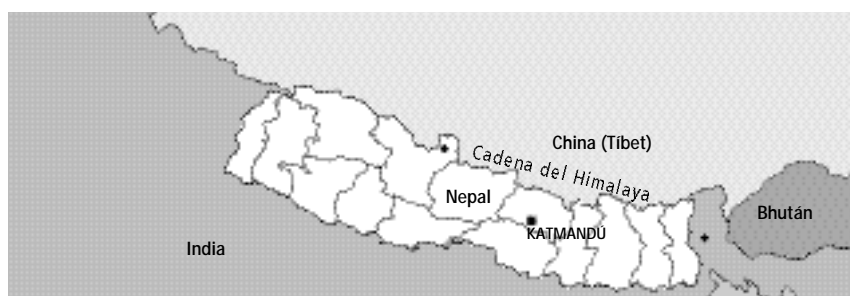 China (Tíbet)
Cadena del Himalaya
Nepal
Bhután
KATMANDÚ
India